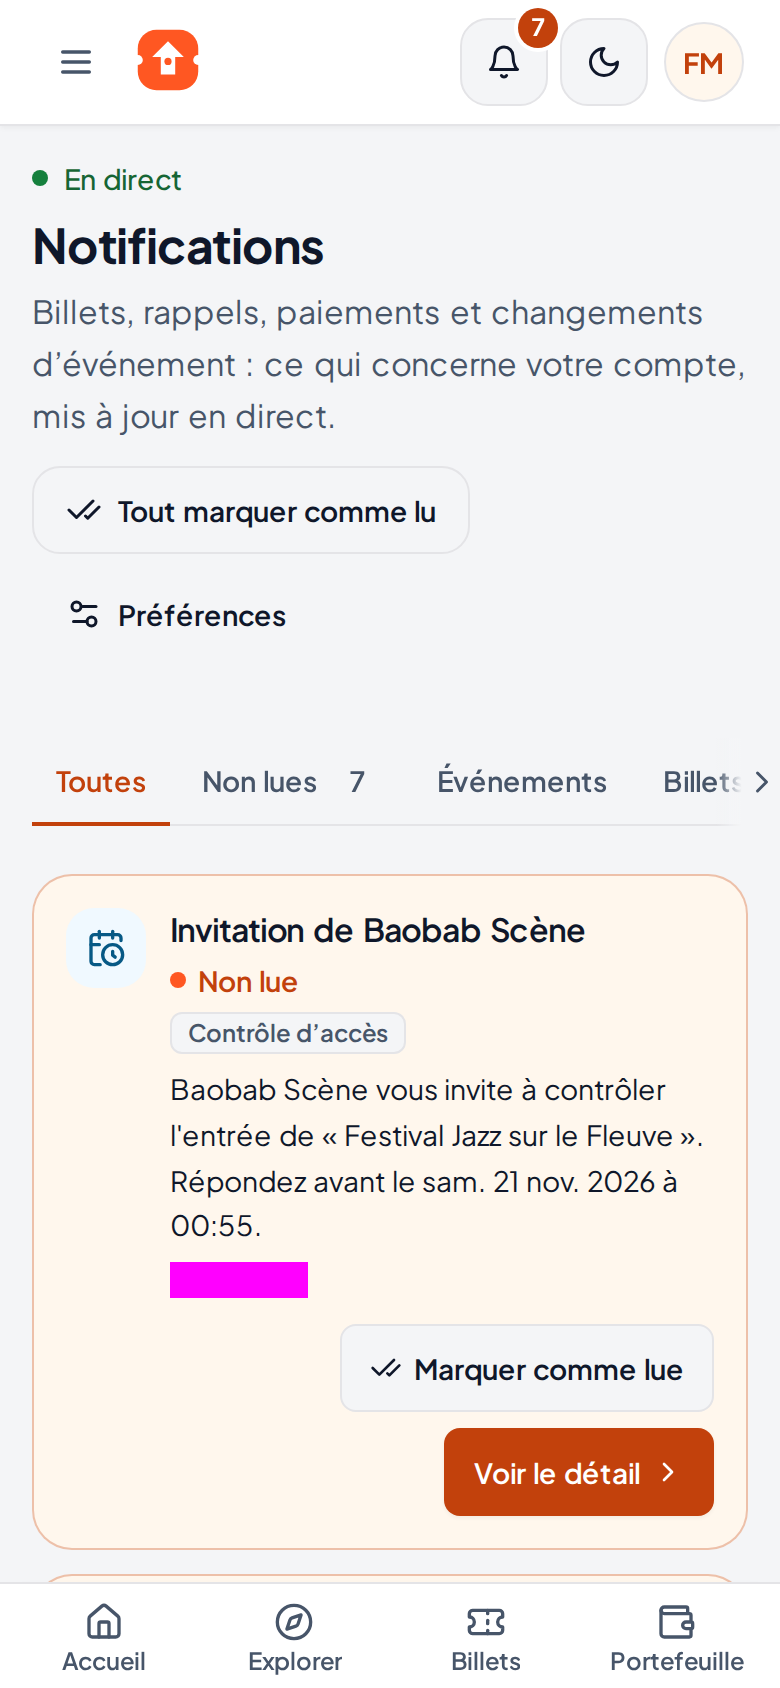 7
FM
En direct
Notifications
Billets, rappels, paiements et changements
d’événement : ce qui concerne votre compte,
mis à jour en direct.
Tout marquer comme lu
Préférences
Toutes Non lues 7 Événements Billets
Invitation de Baobab Scène
Non lue
Contrôle d’accès
Baobab Scène vous invite à contrôler
l'entrée de « Festival Jazz sur le Fleuve ».
Répondez avant le sam. 21 nov. 2026 à
00:55.
Marquer comme lue
Voir le détail
Accueil Explorer Billets Portefeuille